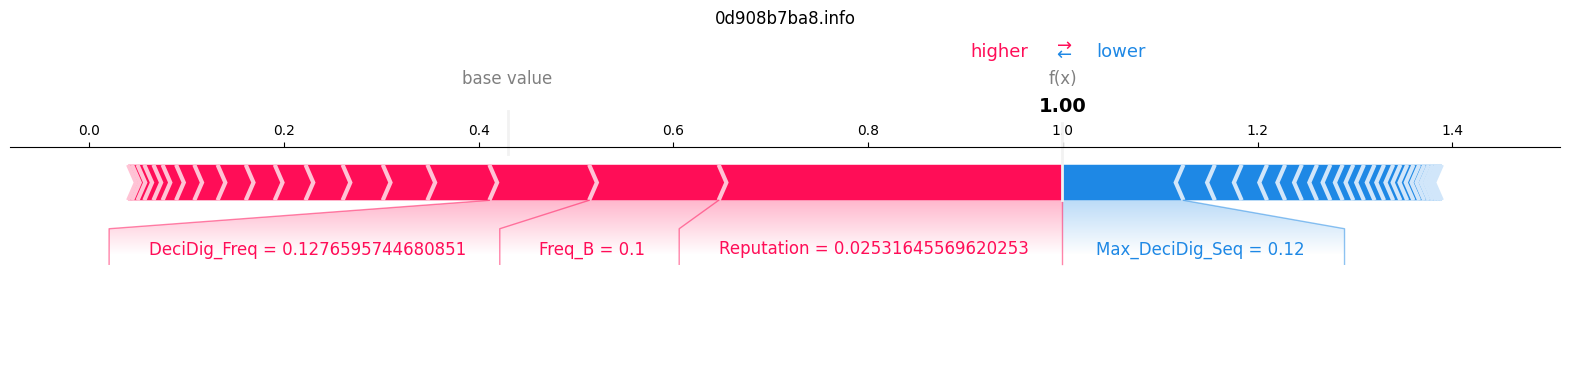 0d908b7ba8.info
higher ⇄ lower
base value f(x)
1.00
0.0 0.2 0.4 0.6 0.8 1 0 1.2 1.4
DeciDig_Freq = 0.1276595744680851 Freq_B = 0.1 Reputation = 0.02531645569620253 Max_DeciDig_Seq = 0.12